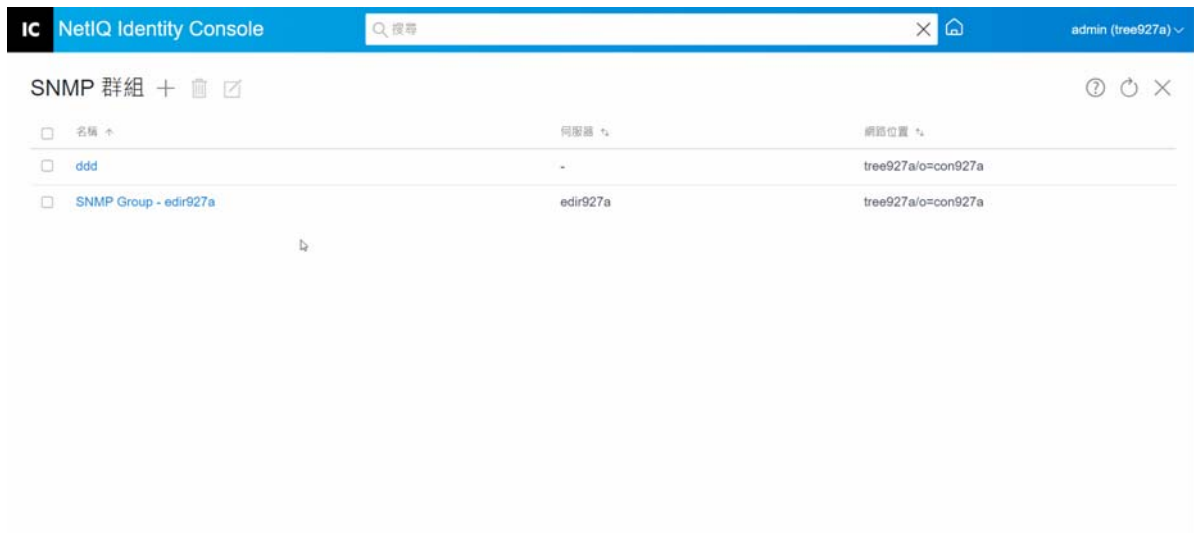 IC NetIQ Identity Console 搜尋 admin (tree927a)
SNMP 群組
名稱 伺服器 網路位置
ddd - tree927a/o=con927a
SNMP Group - edir927a edir927a tree927a/o=con927a